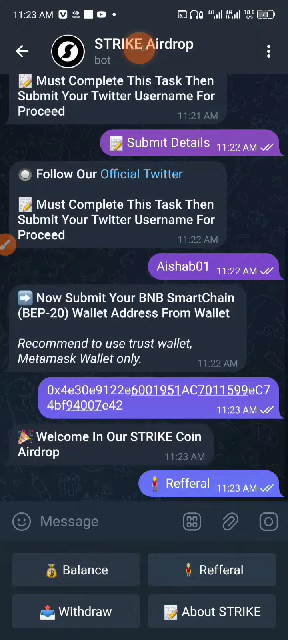 11:23 AM
STRIKE Airdrop
bot
📝 Must Complete This Task Then
Submit Your Twitter Username For
Proceed
11:21 AM
📝 Submit Details 11:22 AM
🔘 Follow Our Official Twitter
📝 Must Complete This Task Then
Submit Your Twitter Username For
Proceed
11:22 AM
Aishab01 11:22 AM
➡️ Now Submit Your BNB SmartChain
(BEP-20) Wallet Address From Wallet
Recommend to use trust wallet,
Metamask Wallet only.
11:22 AM
0x4e30e9122e6001951AC7011599eC7
4bf94007e42
11:23 AM
🎉 Welcome In Our STRIKE Coin
Airdrop
11:23 AM
🧍 Refferal 11:23 AM
Message
💰 Balance
🧍 Refferal
📤 Withdraw
📝 About STRIKE